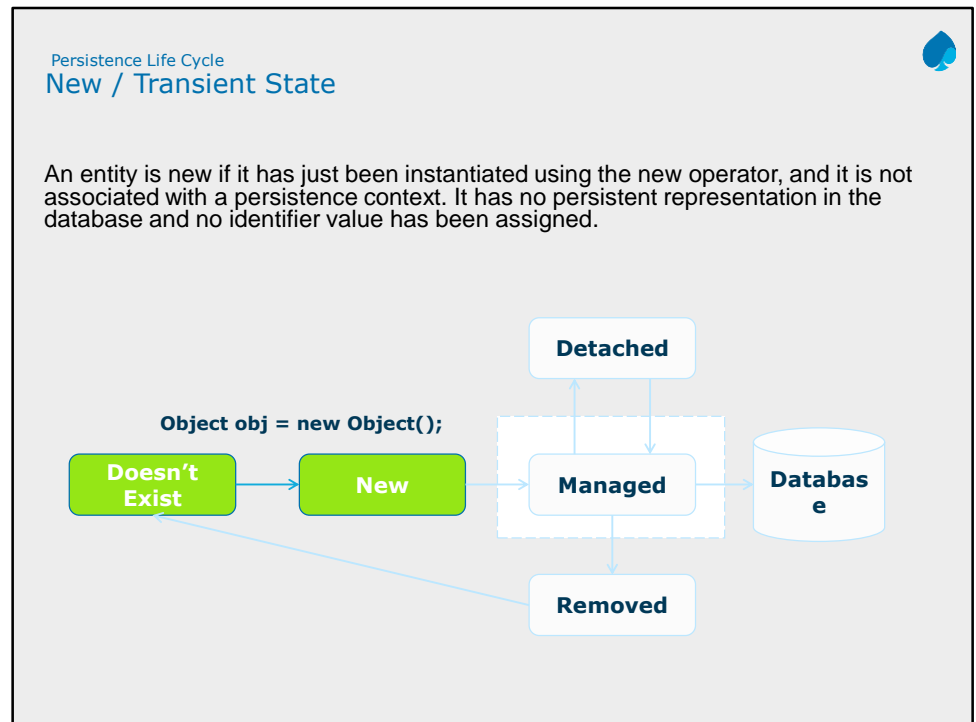 Persistence Life Cycle
New / Transient State
An entity is new if it has just been instantiated using the new operator, and it is not
associated with a persistence context. It has no persistent representation in the
database and no identifier value has been assigned.
Detached
Object obj = new Object();
Doesn’t
Exist
New
Managed
Databas
e
Removed